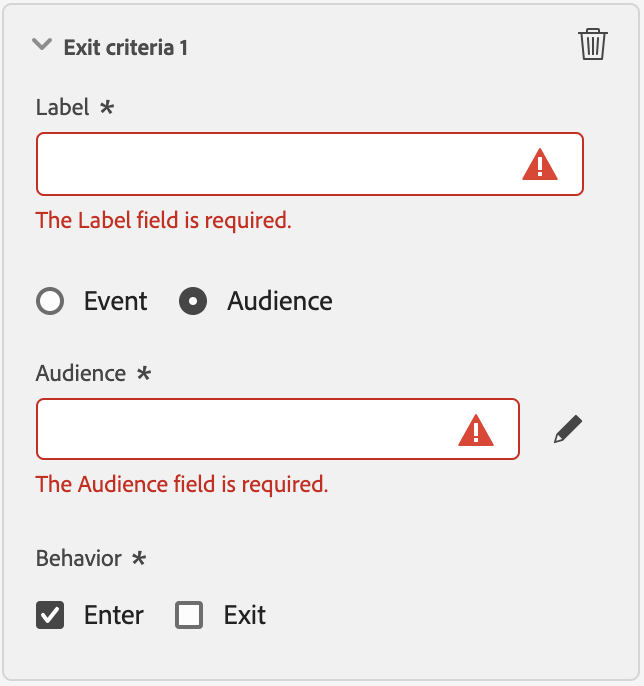 Exit criteria 1
Label *
The Label field is required.
Event Audience
Audience *
The Audience field is required.
Behavior *
Enter Exit